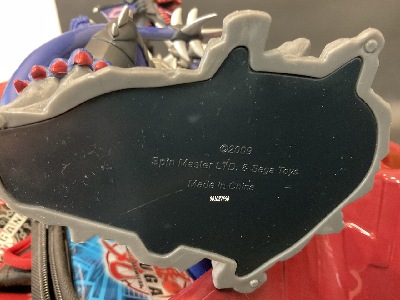 ©2009
Spin Master LTD. & Sega Toys
Made in China